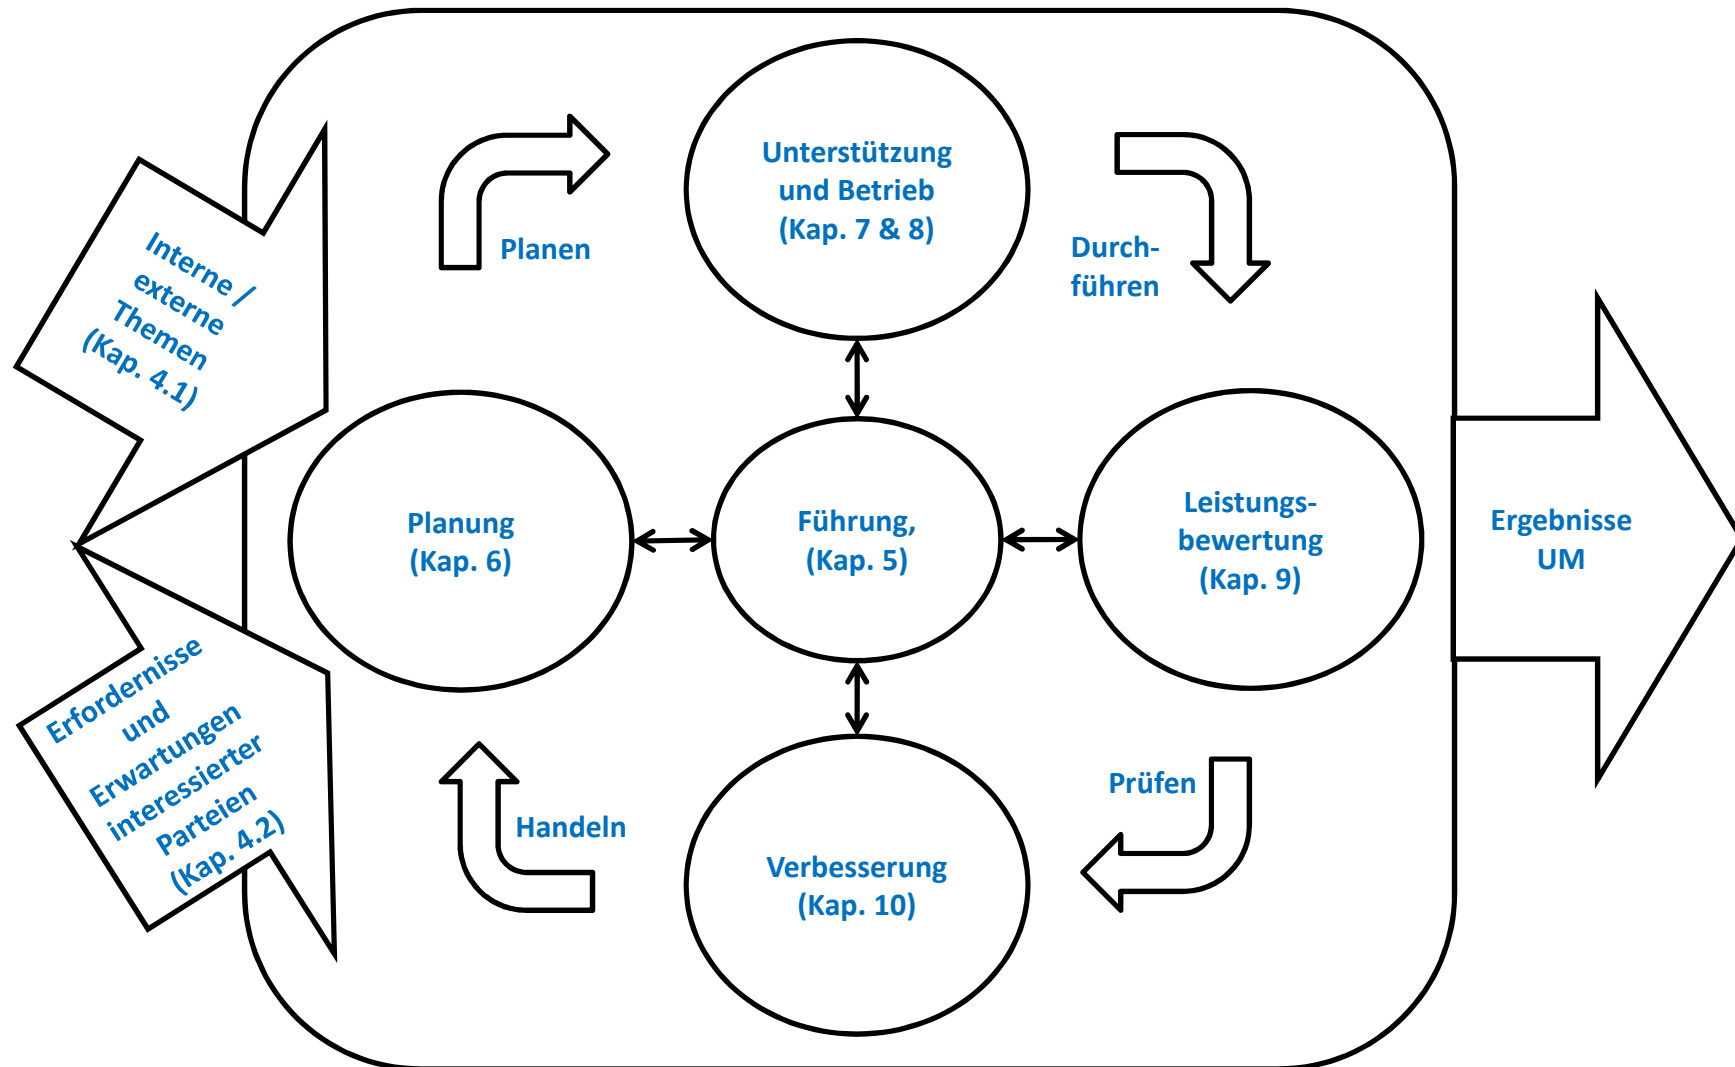 Unterstützung
und Betrieb
(Kap. 7 & 8)
Planen
Durch-
führen
Interne /
externe
Themen
(Kap. 4.1)
Planung
(Kap. 6)
Führung,
(Kap. 5)
Leistungs-
bewertung
(Kap. 9)
Ergebnisse
UM
Erfordernisse
und
Erwartungen
interessierter
Parteien
(Kap. 4.2)
Handeln
Prüfen
Verbesserung
(Kap. 10)